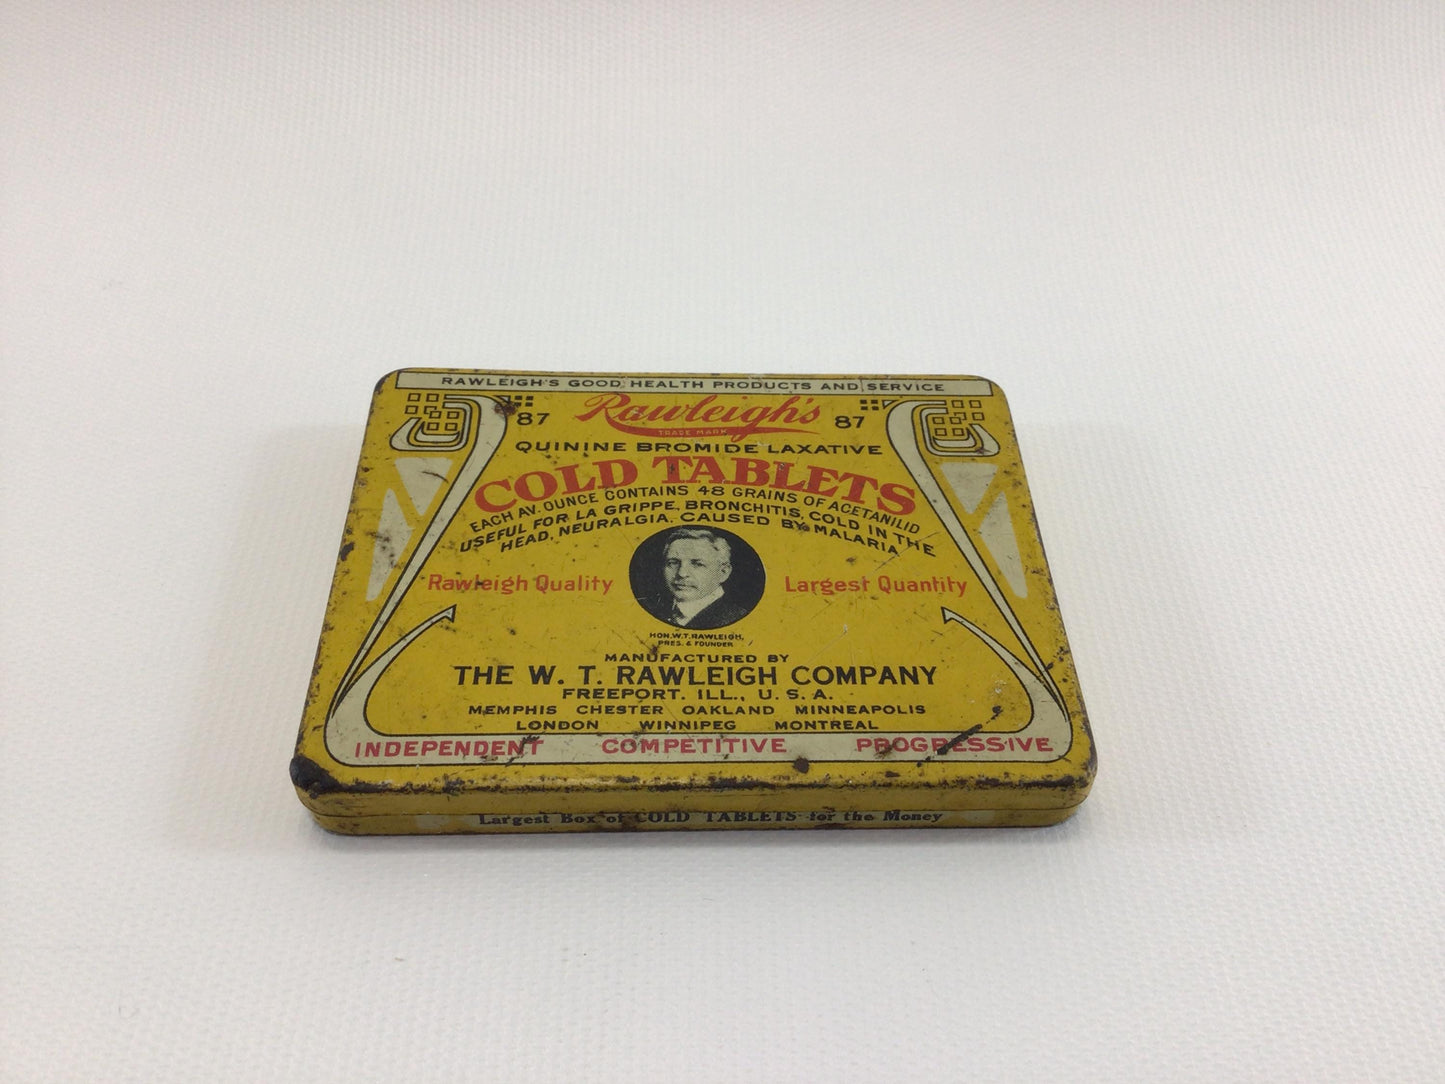 RAWLEIGH'S GOOD HEALTH PRODUCTS AND SERVICE
87 Rawleigh's 87
TRADE MARK
QUININE BROMIDE LAXATIVE
COLD TABLETS
EACH AV. OUNCE CONTAINS 48 GRAINS OF ACETANILID
USEFUL FOR LA GRIPPE, BRONCHITIS, COLD IN THE
HEAD, NEURALGIA. CAUSED BY MALARIA
Rawleigh Quality Largest Quantity
HON. W. T. RAWLEIGH,
PRES. & FOUNDER
MANUFACTURED BY
THE W. T. RAWLEIGH COMPANY
FREEPORT. ILL., U. S. A.
MEMPHIS CHESTER OAKLAND MINNEAPOLIS
LONDON WINNIPEG MONTREAL
INDEPENDENT COMPETITIVE PROGRESSIVE
Largest Box of COLD TABLETS for the Money